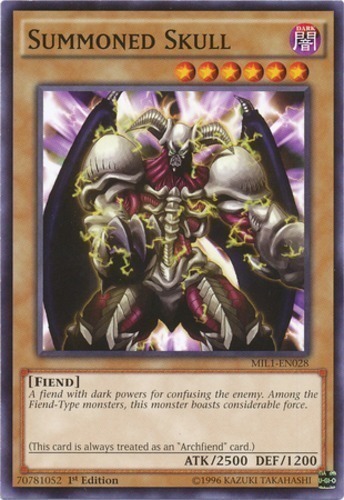 SUMMONED SKULL
DARK
闇
MIL1-EN028
[FIEND]
A fiend with dark powers for confusing the enemy. Among the
Fiend-Type monsters, this monster boasts considerable force.
(This card is always treated as an "Archfiend" card.)
ATK/2500 DEF/1200
70781052 1st Edition ©1996 KAZUKI TAKAHASHI